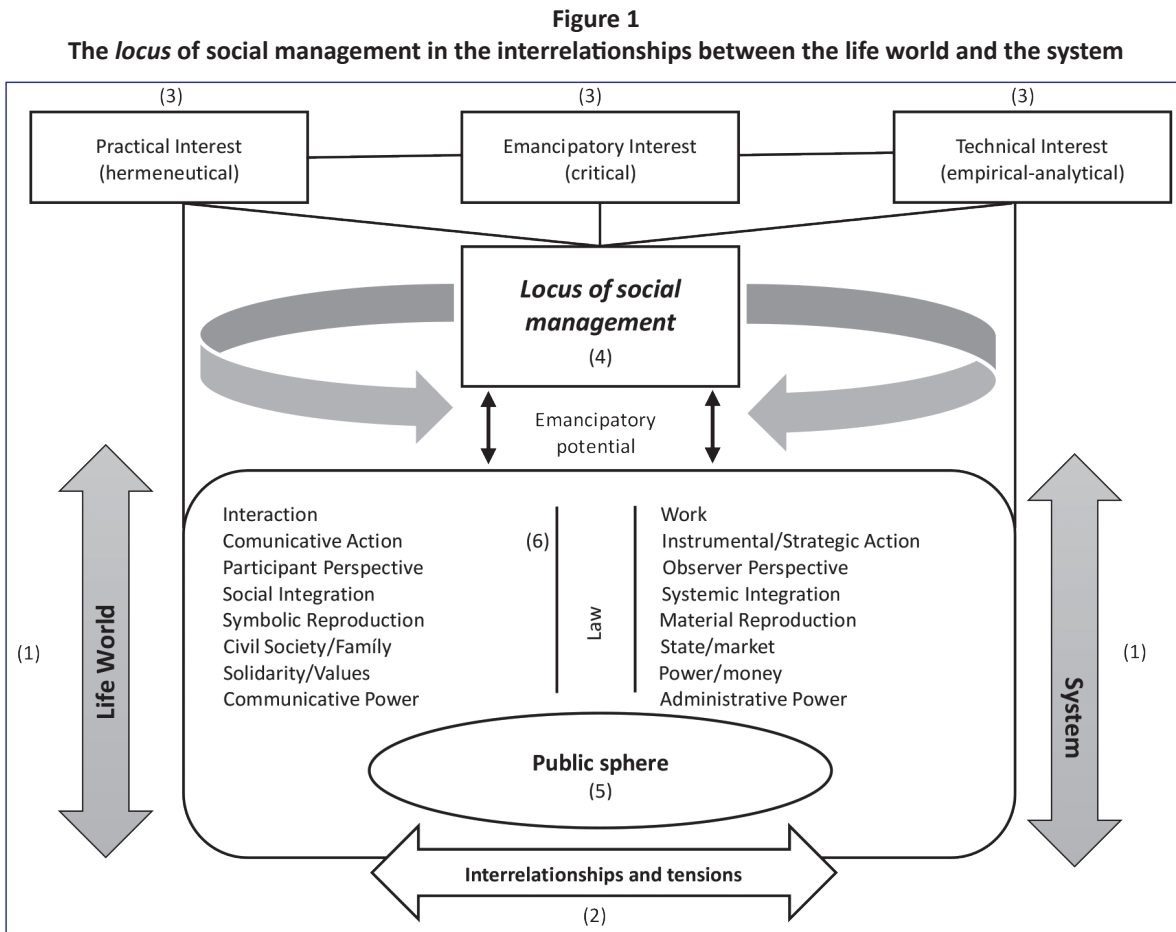 Figure 1
The locus of social management in the interrelationships between the life world and the system
(3)
(3)
(3)
Practical Interest
(hermeneutical)
Emancipatory Interest
(critical)
Technical Interest
(empirical-analytical)
Locus of social
management
(4)
Emancipatory
potential
Interaction
Comunicative Action
Participant Perspective
Social Integration
Symbolic Reproduction
Civil Society/Famíly
Solidarity/Values
Communicative Power
(6)
Law
Work
Instrumental/Strategic Action
Observer Perspective
Systemic Integration
Material Reproduction
State/market
Power/money
Administrative Power
(1)
Life World
System
(1)
Public sphere
(5)
Interrelationships and tensions
(2)